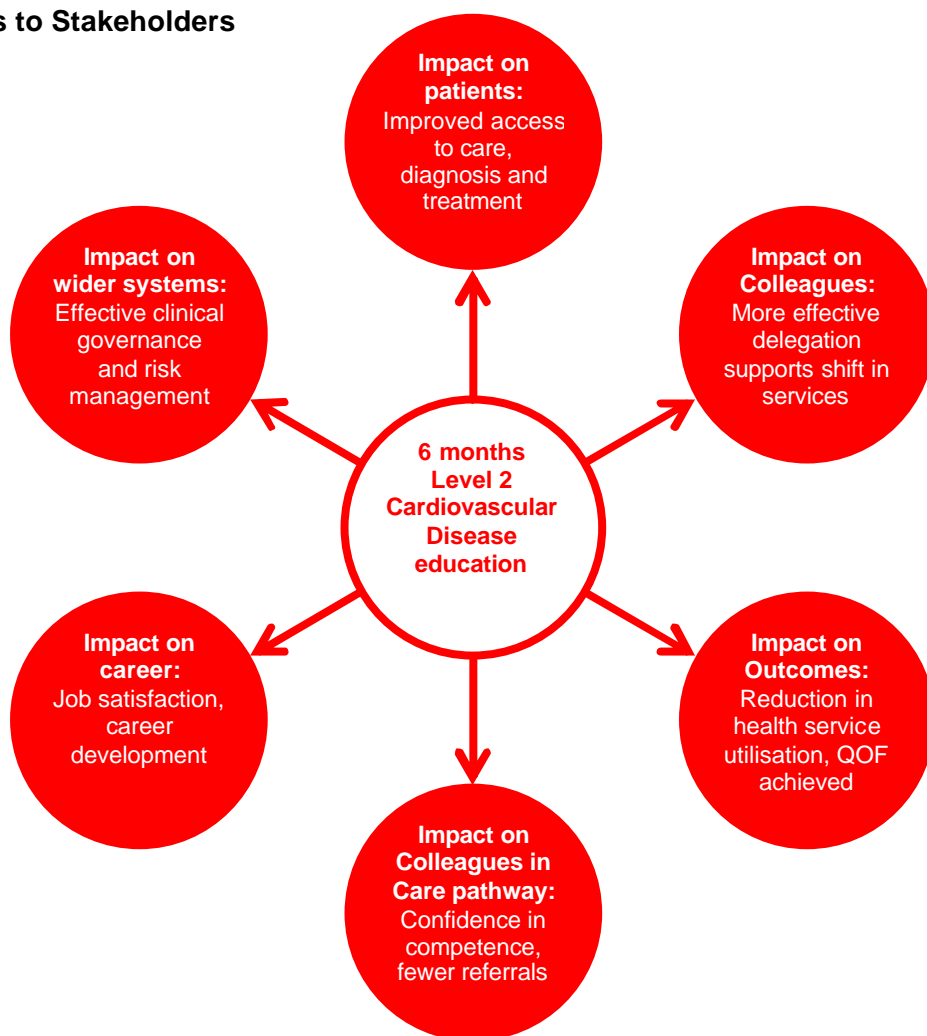 s to Stakeholders
Impact on
patients:
Improved access
to care,
diagnosis and
treatment
Impact on
wider systems:
Effective clinical
governance
and risk
management
Impact on
Colleagues:
More effective
delegation
supports shift in
services
6 months
Level 2
Cardiovascular
Disease
education
Impact on
career:
Job satisfaction,
career
development
Impact on
Outcomes:
Reduction in
health service
utilisation, QOF
achieved
Impact on
Colleagues in
Care pathway:
Confidence in
competence,
fewer referrals